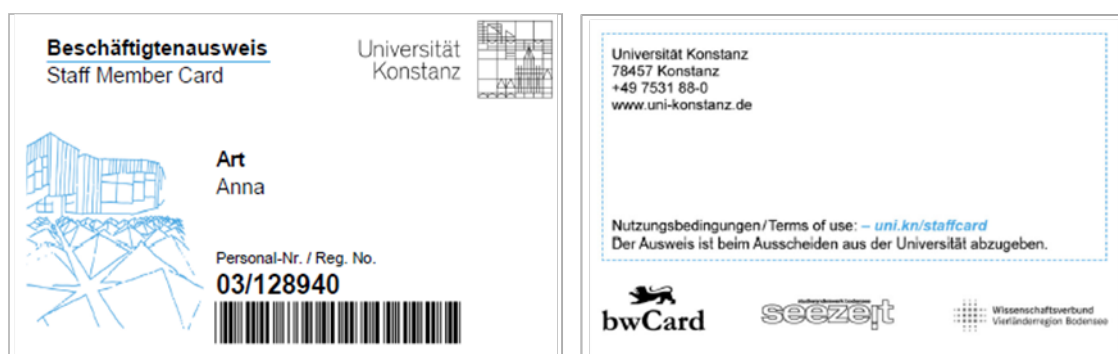 Beschäftigtenausweis
Staff Member Card
Universität
Konstanz
Art
Anna
Personal-Nr. / Reg. No.
03/128940
Universität Konstanz
78457 Konstanz
+49 7531 88-0
www.uni-konstanz.de
Nutzungsbedingungen/Terms of use: – uni.kn/staffcard
Der Ausweis ist beim Ausscheiden aus der Universität abzugeben.
bwCard
seezeit
Wissenschaftsverbund
Vierländerregion Bodensee